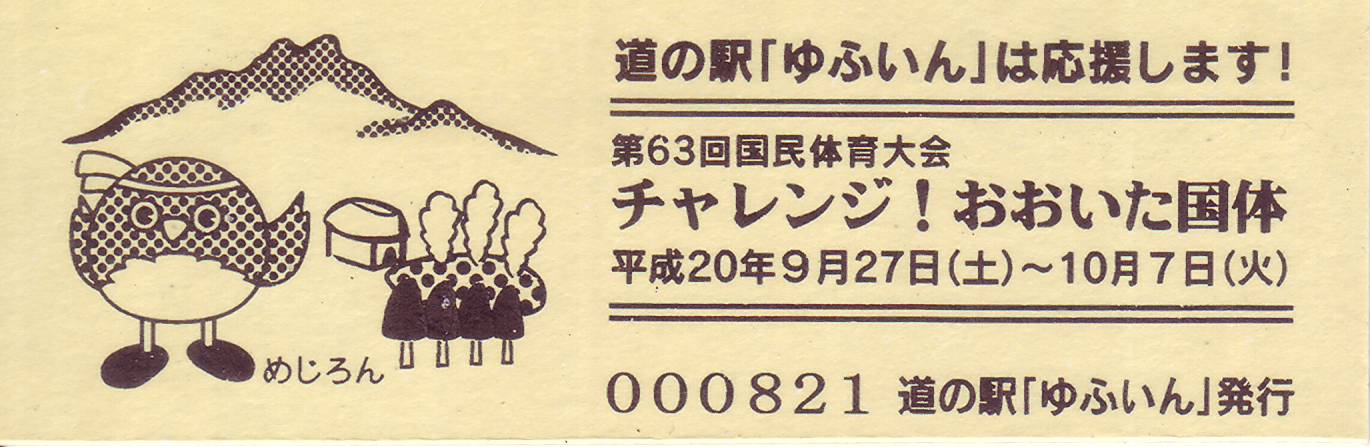 道の駅「ゆふいん」は応援します!
第63回国民体育大会
チャレンジ!おおいた国体
平成20年9月27日(土)～10月7日(火)
めじろん
000821 道の駅「ゆふいん」発行